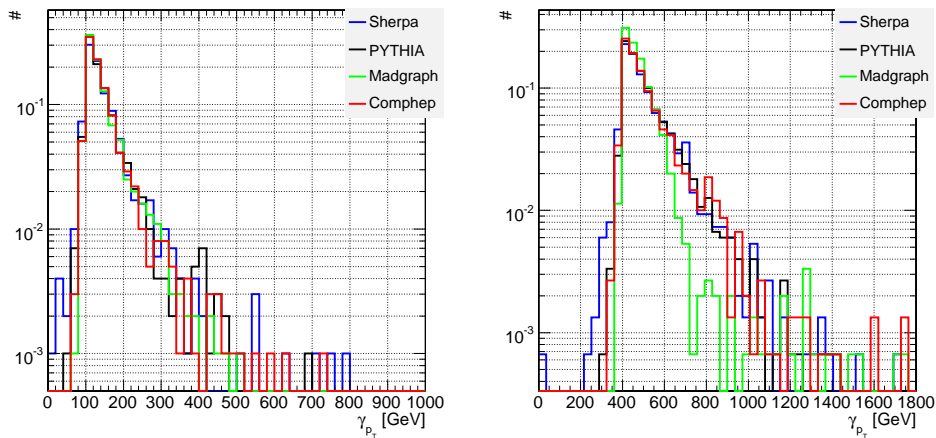 #
Sherpa
PYTHIA
Madgraph
Comphep
10^-1
10^-2
10^-3
0 100 200 300 400 500 600 700 800 900 1000
γ_pT [GeV]
#
Sherpa
PYTHIA
Madgraph
Comphep
10^-1
10^-2
10^-3
0 200 400 600 800 1000 1200 1400 1600 1800
γ_pT [GeV]